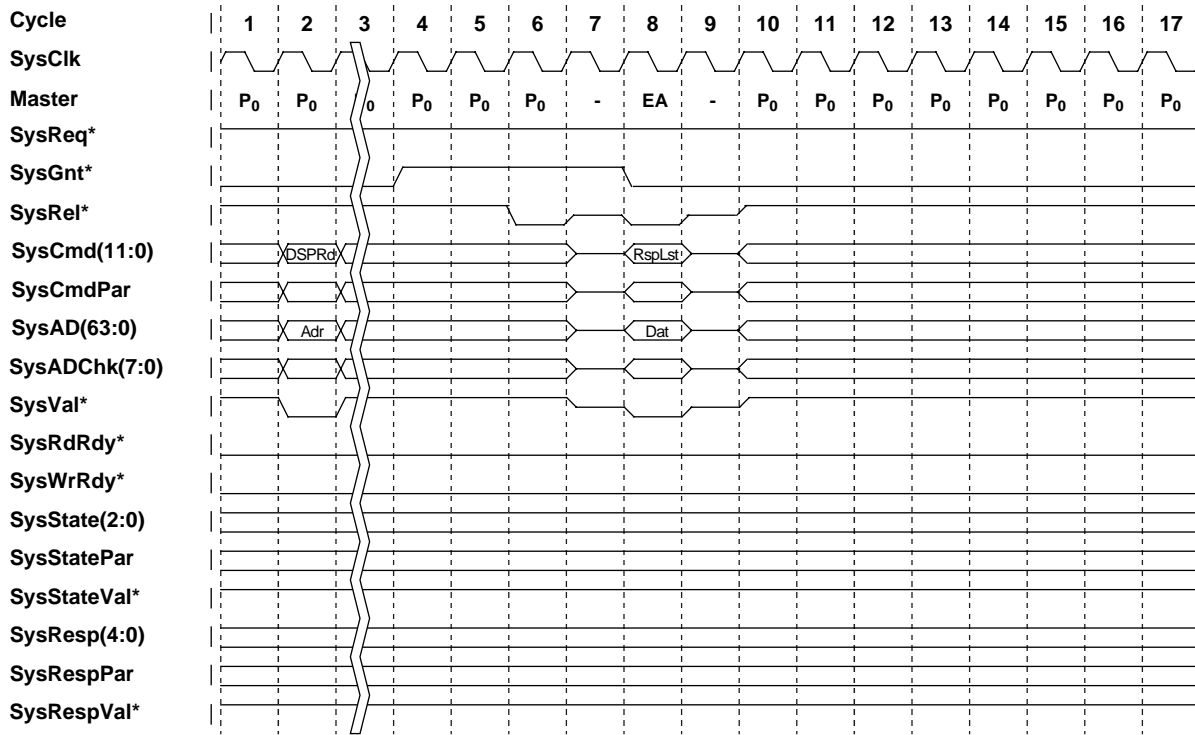 Cycle | 1 2 3 4 5 6 7 8 9 10 11 12 13 14 15 16 17
SysClk |
Master | P0 P0 0 P0 P0 P0 - EA - P0 P0 P0 P0 P0 P0 P0 P0
SysReq* |
SysGnt* |
SysRel* |
SysCmd(11:0) | DSPRd RspLst
SysCmdPar |
SysAD(63:0) | Adr Dat
SysADChk(7:0) |
SysVal* |
SysRdRdy* |
SysWrRdy* |
SysState(2:0) |
SysStatePar |
SysStateVal* |
SysResp(4:0) |
SysRespPar |
SysRespVal* |